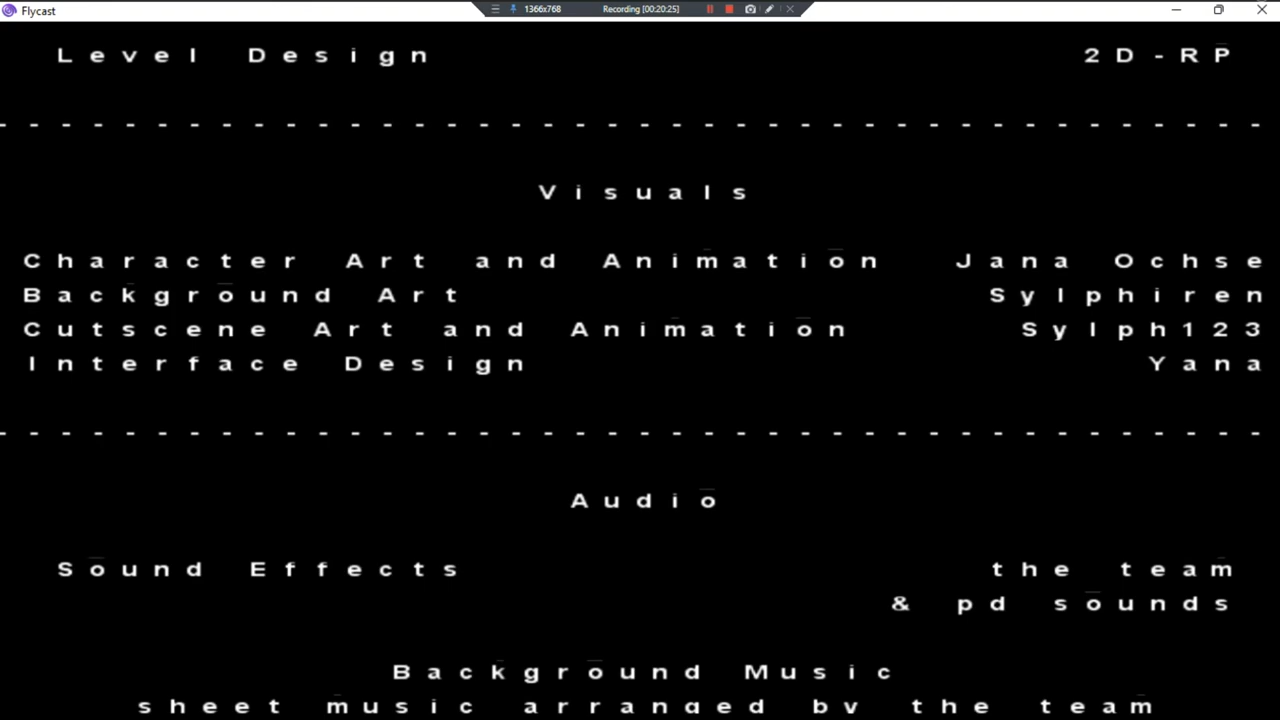 Flycast
1366x768
Recording [00:20:25]
Level Design 2D-RP
----------------------------------------
Visuals
Character Art and Animation Jana Ochse
Background Art Sylphiren
Cutscene Art and Animation Sylph123
Interface Design Yana
----------------------------------------
Audio
Sound Effects the team
& pd sounds
Background Music
sheet music arranged by the team